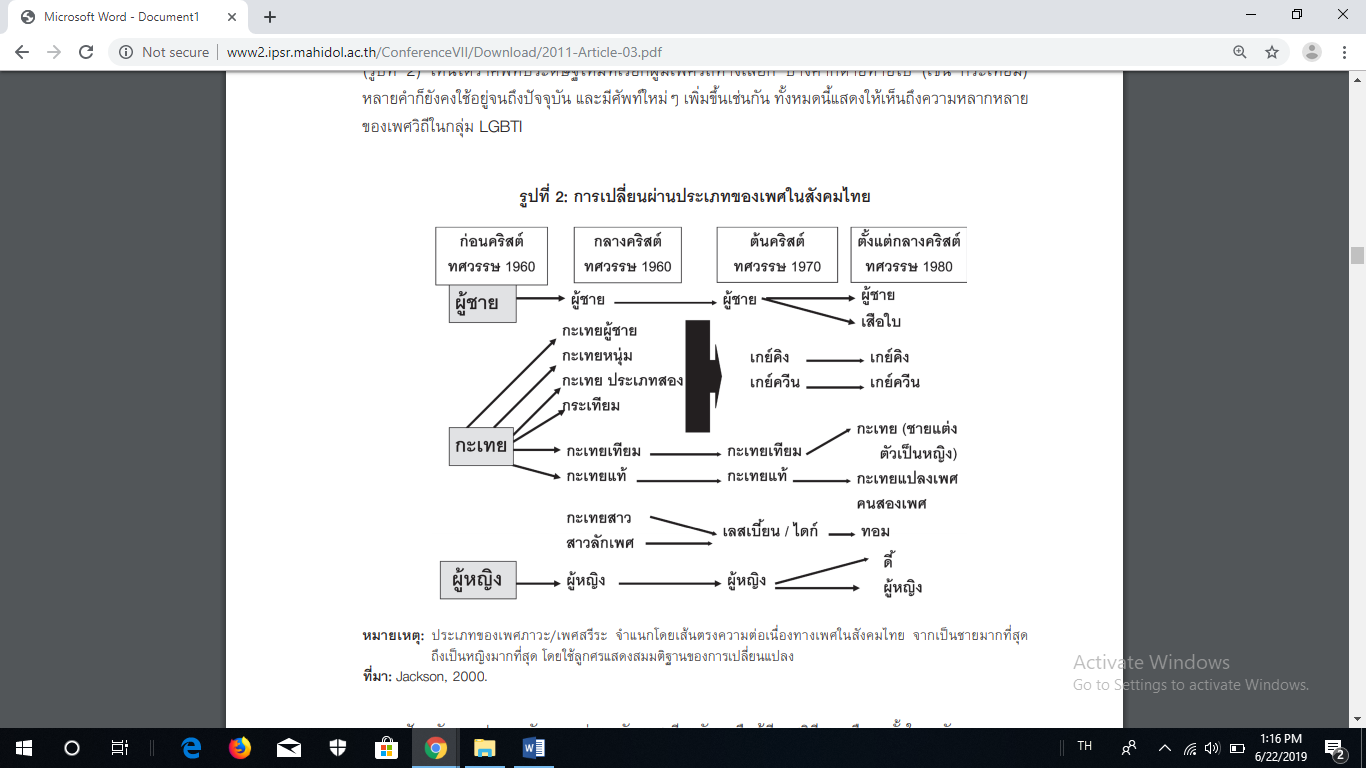 Microsoft Word - Document1
Not secure | www2.ipsr.mahidol.ac.th/ConferenceVII/Download/2011-Article-03.pdf
หลายคำก็ยังคงใช้อยู่จนถึงปัจจุบัน และมีศัพท์ใหม่ๆ เพิ่มขึ้นเช่นกัน ทั้งหมดนี้แสดงให้เห็นถึงความหลากหลาย
ของเพศวิถีในกลุ่ม LGBTI
รูปที่ 2: การเปลี่ยนผ่านประเภทของเพศในสังคมไทย
ก่อนคริสต์ทศวรรษ 1960 กลางคริสต์ทศวรรษ 1960 ต้นคริสต์ทศวรรษ 1970 ตั้งแต่กลางคริสต์ทศวรรษ 1980
ผู้ชาย ผู้ชาย ผู้ชาย ผู้ชาย
เสือใบ
กะเทยผู้ชาย
กะเทยหนุ่ม เกย์คิง เกย์คิง
กะเทย ประเภทสอง เกย์ควีน เกย์ควีน
กระเทียม
กะเทย
กะเทยเทียม กะเทยเทียม กะเทย (ชายแต่ง
ตัวเป็นหญิง)
กะเทยแท้ กะเทยแท้ กะเทยแปลงเพศ
คนสองเพศ
กะเทยสาว
สาวลักเพศ เลสเบี้ยน / ไดก์ ทอม
ดี้
ผู้หญิง ผู้หญิง ผู้หญิง ผู้หญิง
หมายเหตุ: ประเภทของเพศภาวะ/เพศสรีระ จำแนกโดยเส้นตรงความต่อเนื่องทางเพศในสังคมไทย จากเป็นชายมากที่สุด
ถึงเป็นหญิงมากที่สุด โดยใช้ลูกศรแสดงสมมติฐานของการเปลี่ยนแปลง
ที่มา: Jackson, 2000.
Activate Windows
Go to Settings to activate Windows.
TH
1:16 PM
6/22/2019
2